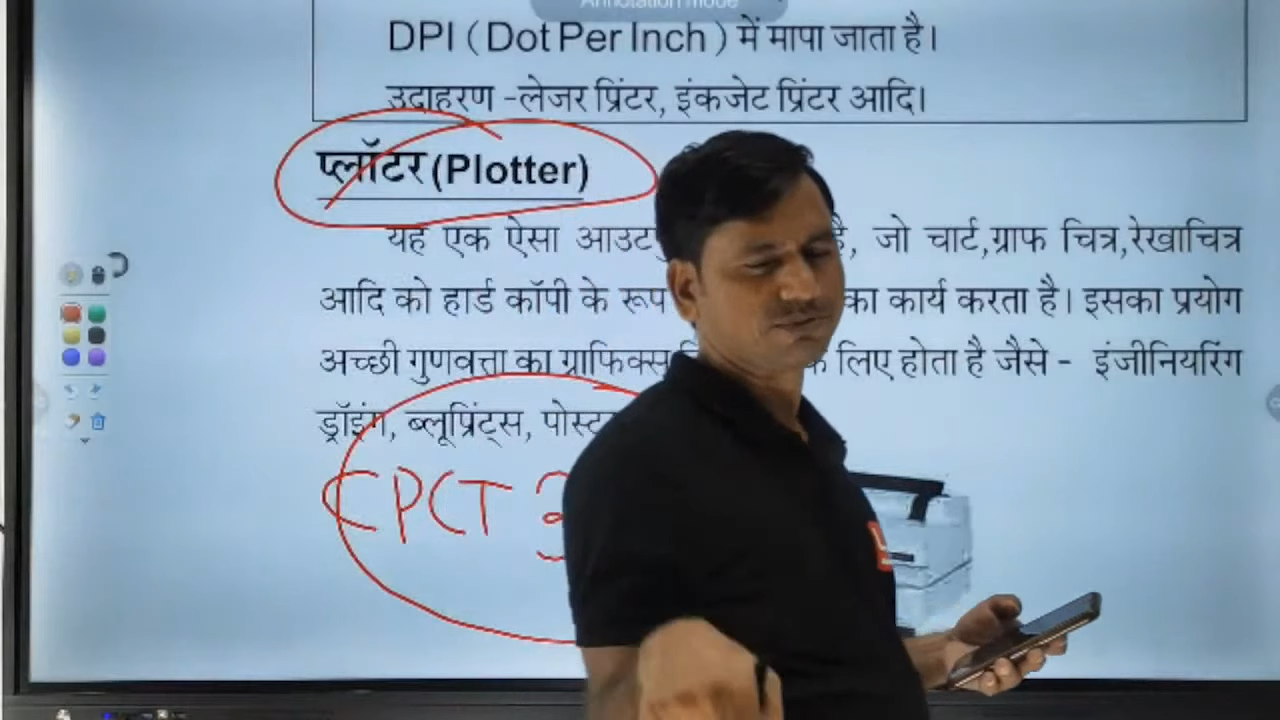 Annotation mode
DPI ( Dot Per Inch ) में मापा जाता है।
उदाहरण -लेजर प्रिंटर, इंकजेट प्रिंटर आदि।
प्लॉटर (Plotter)
यह एक ऐसा है, जो चार्ट,ग्राफ चित्र,रेखाचित्र
आदि को हार्ड कॉपी के रूप का कार्य करता है। इसका प्रयोग
अच्छी गुणवत्ता का ग्राफिक्स के लिए होता है जैसे - इंजीनियरिंग
ड्रॉइंग, ब्लूप्रिंट्स,
CPCT